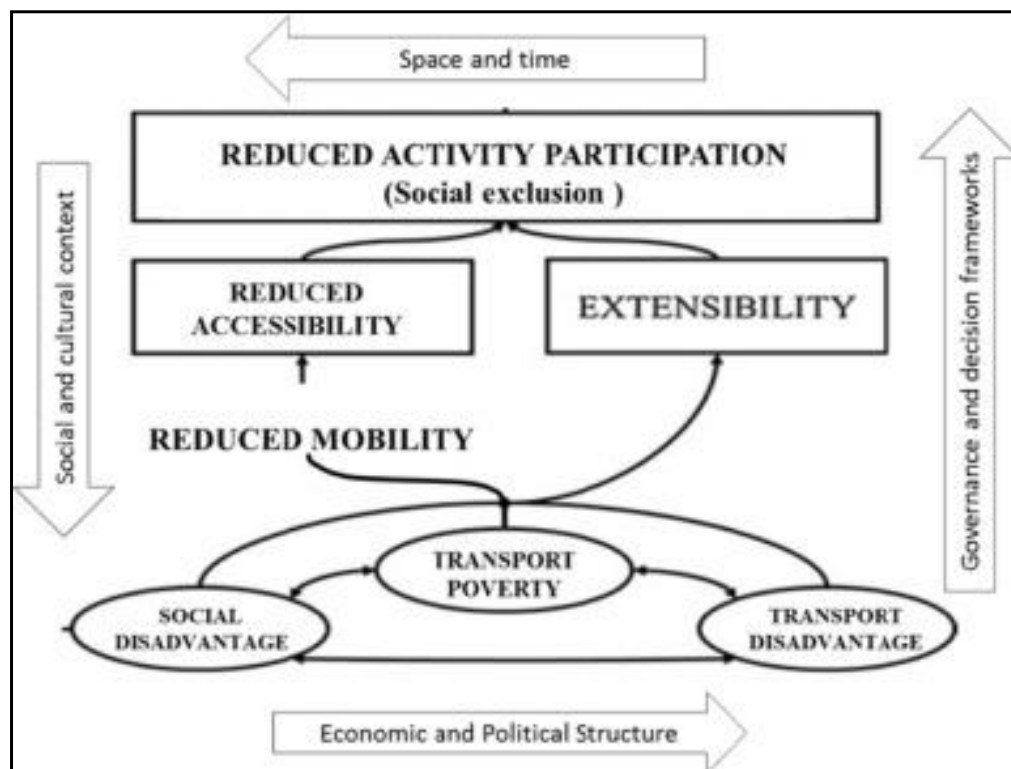 Space and time
REDUCED ACTIVITY PARTICIPATION
(Social exclusion )
Social and cultural context
Governance and decision frameworks
REDUCED
ACCESSIBILITY
EXTENSIBILITY
REDUCED MOBILITY
TRANSPORT
POVERTY
SOCIAL
DISADVANTAGE
TRANSPORT
DISADVANTAGE
Economic and Political Structure